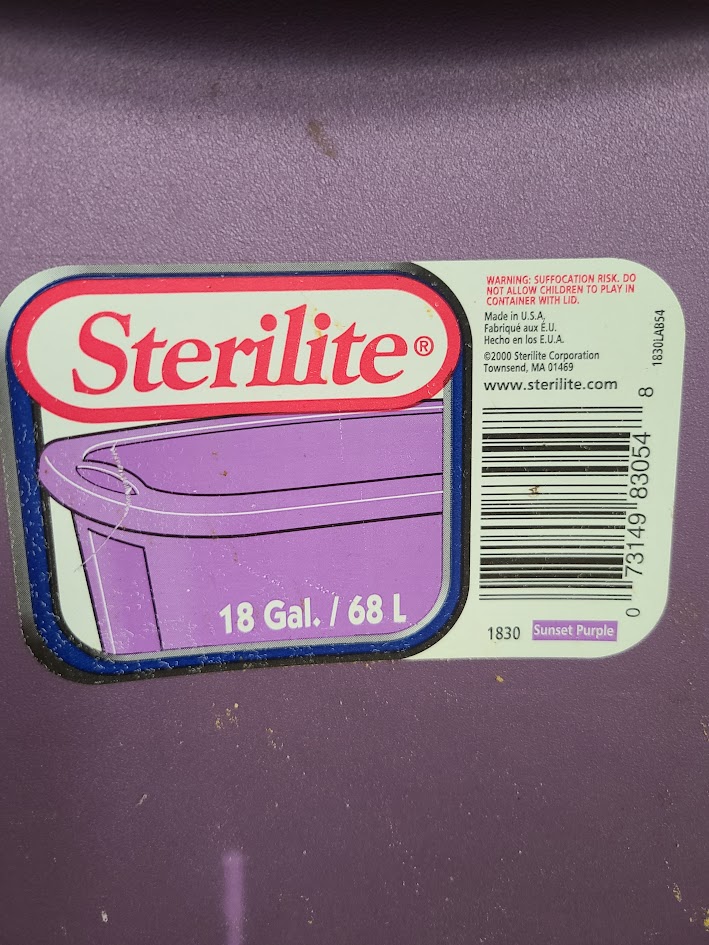 Sterilite®
18 Gal. / 68 L
WARNING: SUFFOCATION RISK. DO
NOT ALLOW CHILDREN TO PLAY IN
CONTAINER WITH LID.
Made in U.S.A.
Fabriqué aux É.U.
Hecho en los E.U.A.
©2000 Sterilite Corporation
Townsend, MA 01469
www.sterilite.com
1830LAB54
0 73149 83054 8
1830 Sunset Purple